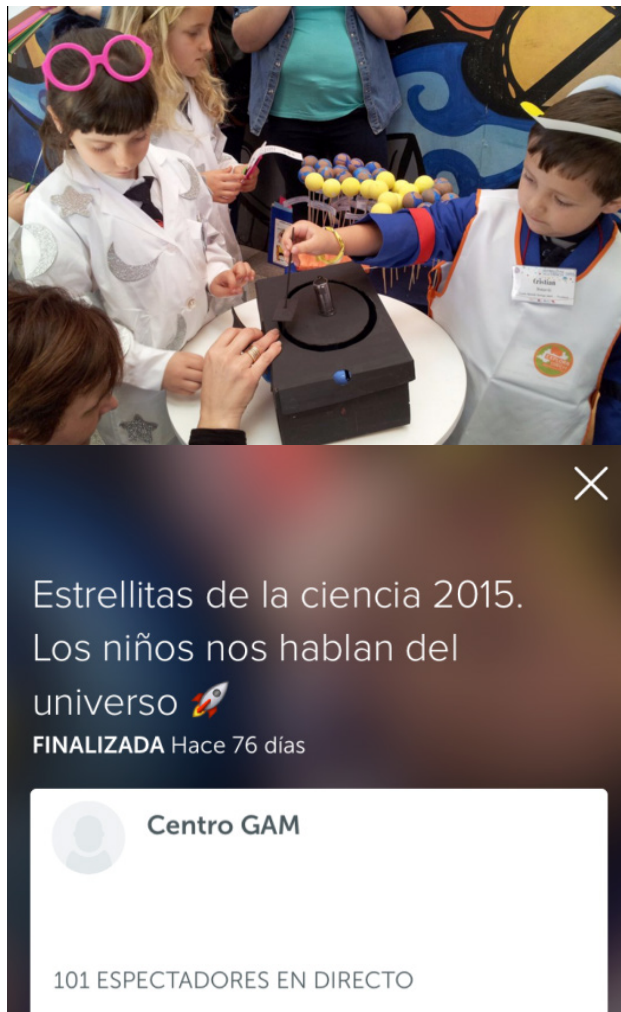 Cristian
Estrellitas de la ciencia 2015.
Los niños nos hablan del
universo 🚀
FINALIZADA Hace 76 días
Centro GAM
101 ESPECTADORES EN DIRECTO